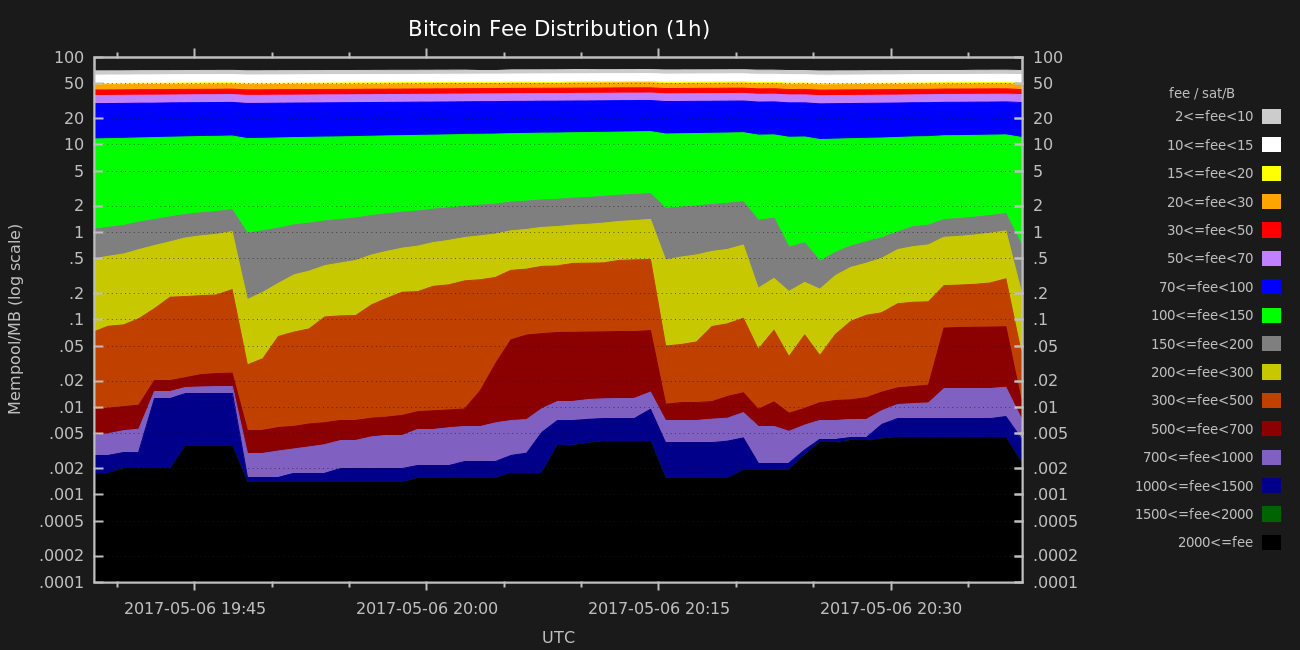 Bitcoin Fee Distribution (1h)
100
50
20
10
5
2
1
.5
.2
.1
.05
.02
.01
.005
.002
.001
.0005
.0002
.0001
Mempool/MB (log scale)
100
50
20
10
5
2
1
.5
.2
.1
.05
.02
.01
.005
.002
.001
.0005
.0002
.0001
2017-05-06 19:45
2017-05-06 20:00
2017-05-06 20:15
2017-05-06 20:30
UTC
fee / sat/B
2<=fee<10
10<=fee<15
15<=fee<20
20<=fee<30
30<=fee<50
50<=fee<70
70<=fee<100
100<=fee<150
150<=fee<200
200<=fee<300
300<=fee<500
500<=fee<700
700<=fee<1000
1000<=fee<1500
1500<=fee<2000
2000<=fee